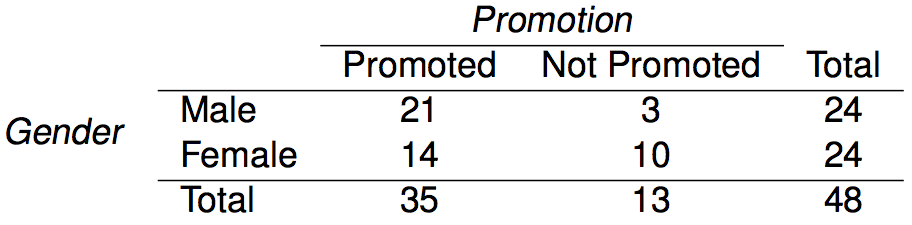 Promotion
Promoted Not Promoted Total
Male 21 3 24
Gender
Female 14 10 24
Total 35 13 48